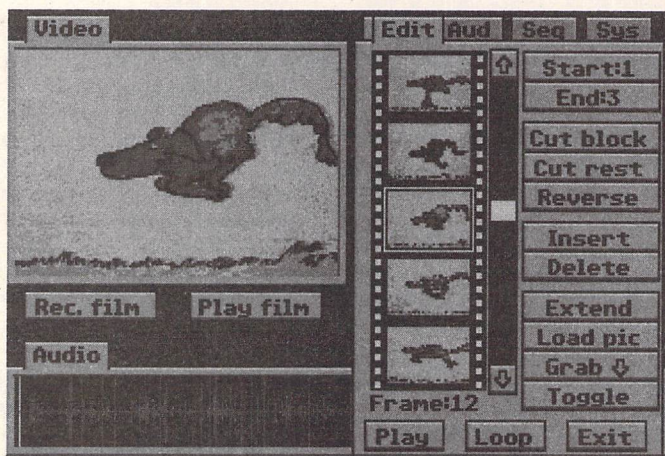 Video
Edit Aud Seq Sys
Start:1
End:3
Cut block
Cut rest
Reverse
Insert
Delete
Extend
Load pic
Grab ⇩
Toggle
Rec. film Play film
Audio
Frame:12
Play Loop Exit